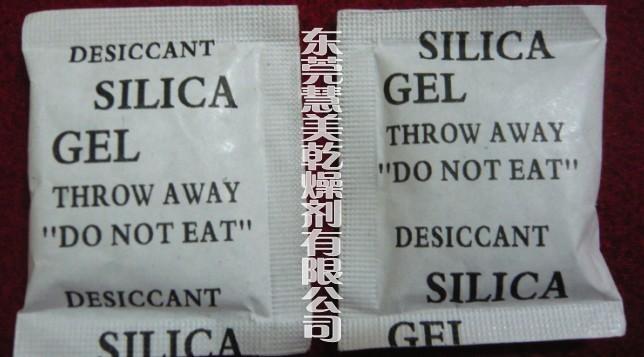 DESICCANT
SILICA
GEL
THROW AWAY
"DO NOT EAT"
DESICCANT
SILICA
东莞慧美乾燥剂有限公司
SILICA
GEL
THROW AWAY
"DO NOT EAT"
DESICCANT
SILICA
GEL